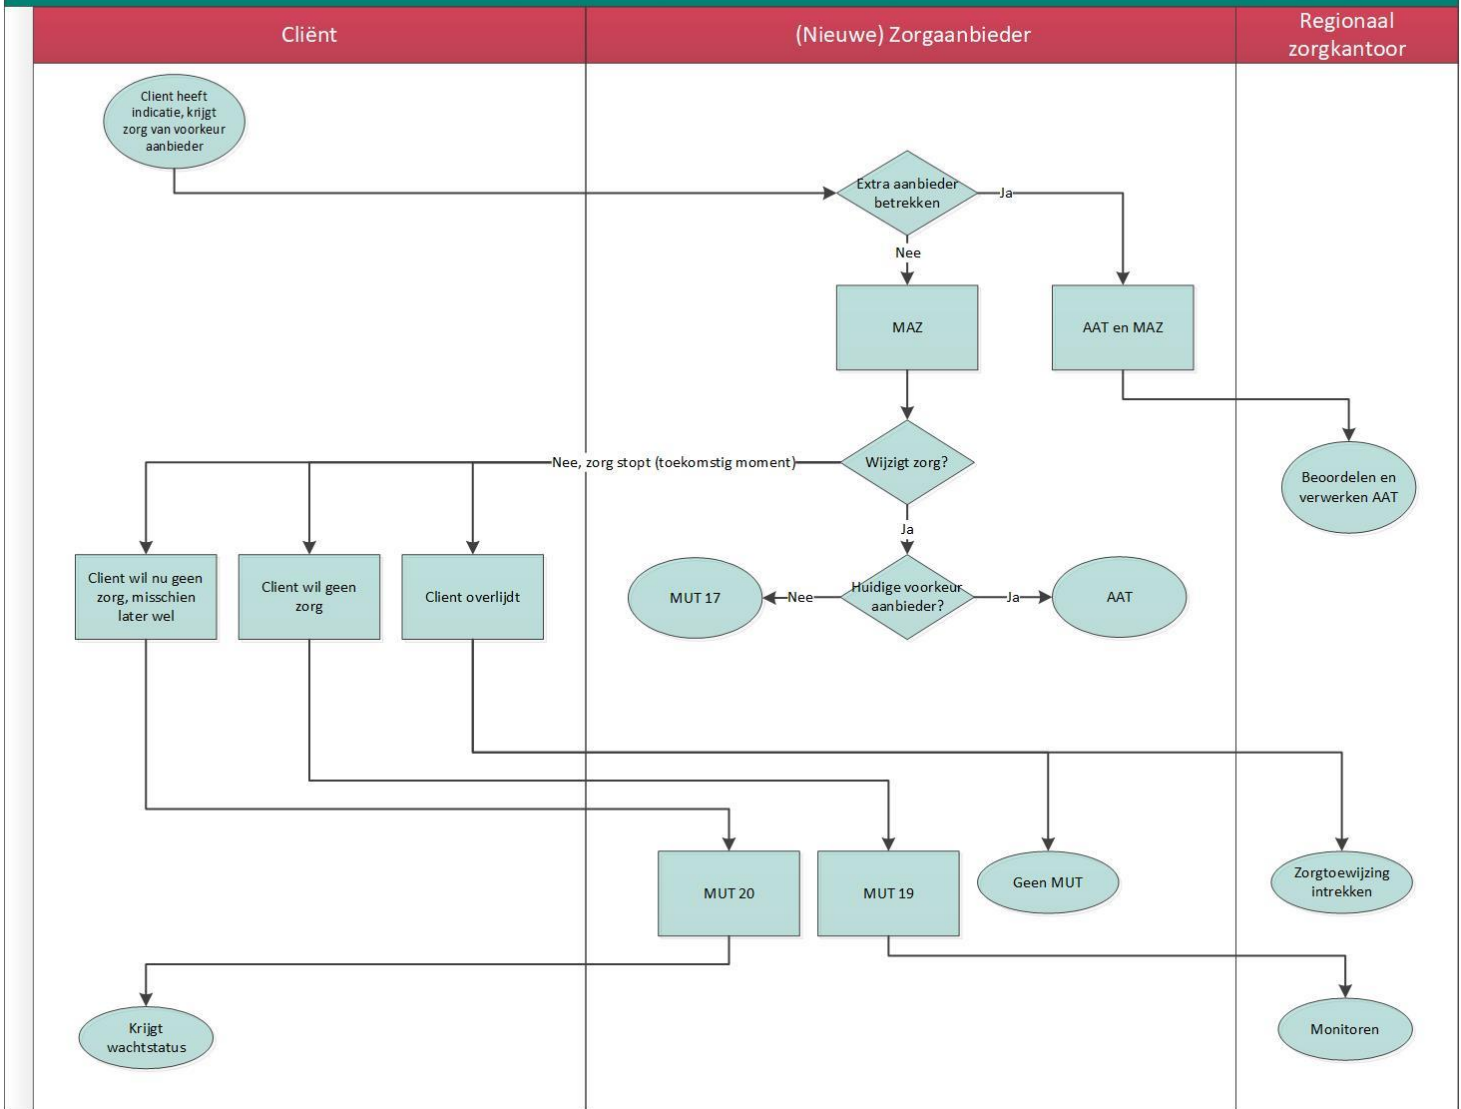 Cliënt
(Nieuwe) Zorgaanbieder
Regionaal
zorgkantoor
Client heeft
indicatie, krijgt
zorg van voorkeur
aanbieder
Extra aanbieder
betrekken
Ja
Nee
MAZ
AAT en MAZ
Nee, zorg stopt (toekomstig moment)
Wijzigt zorg?
Beoordelen en
verwerken AAT
Ja
Client wil nu geen
zorg, misschien
later wel
Client wil geen
zorg
Client overlijdt
MUT 17
Nee
Huidige voorkeur
aanbieder?
Ja
AAT
MUT 20
MUT 19
Geen MUT
Zorgtoewijzing
intrekken
Krijgt
wachtstatus
Monitoren